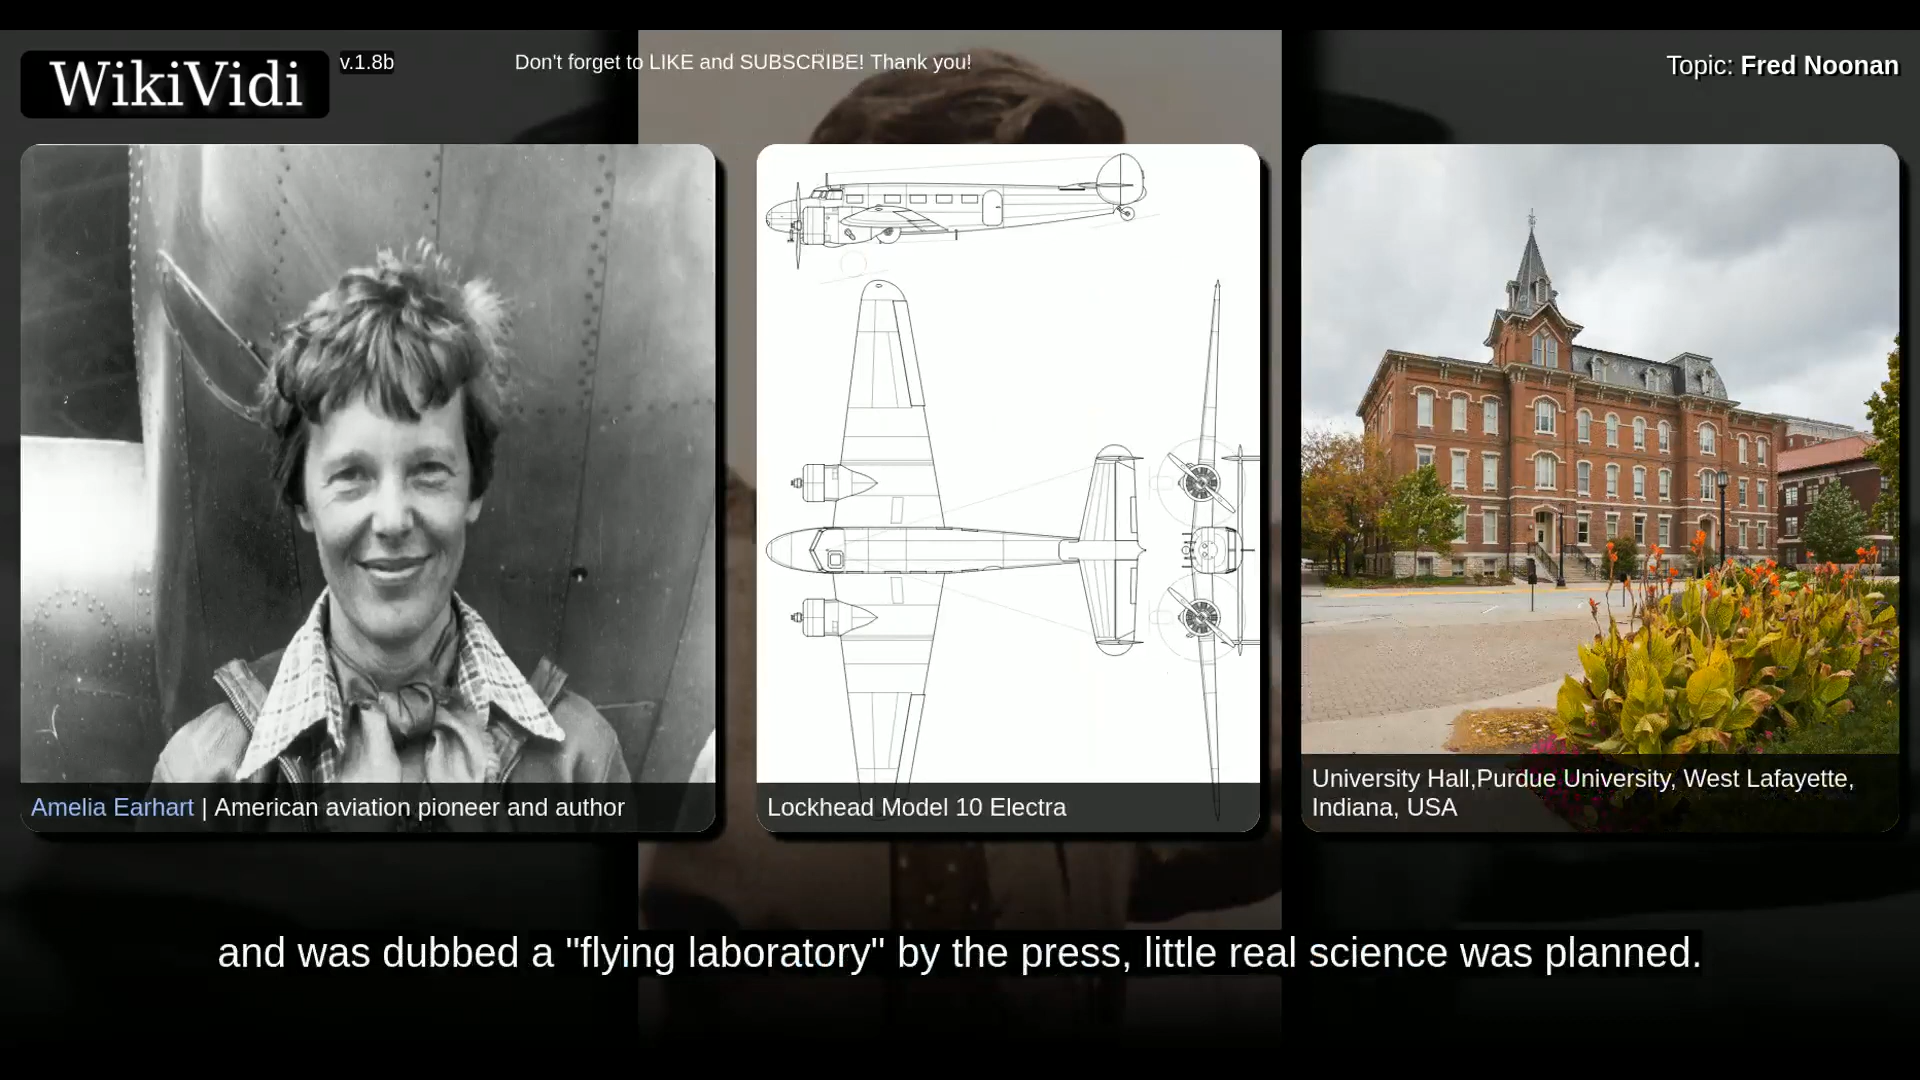 WikiVidi
v.1.8b
Don't forget to LIKE and SUBSCRIBE! Thank you!
Topic: Fred Noonan
Amelia Earhart | American aviation pioneer and author
Lockhead Model 10 Electra
University Hall,Purdue University, West Lafayette,
Indiana, USA
and was dubbed a "flying laboratory" by the press, little real science was planned.